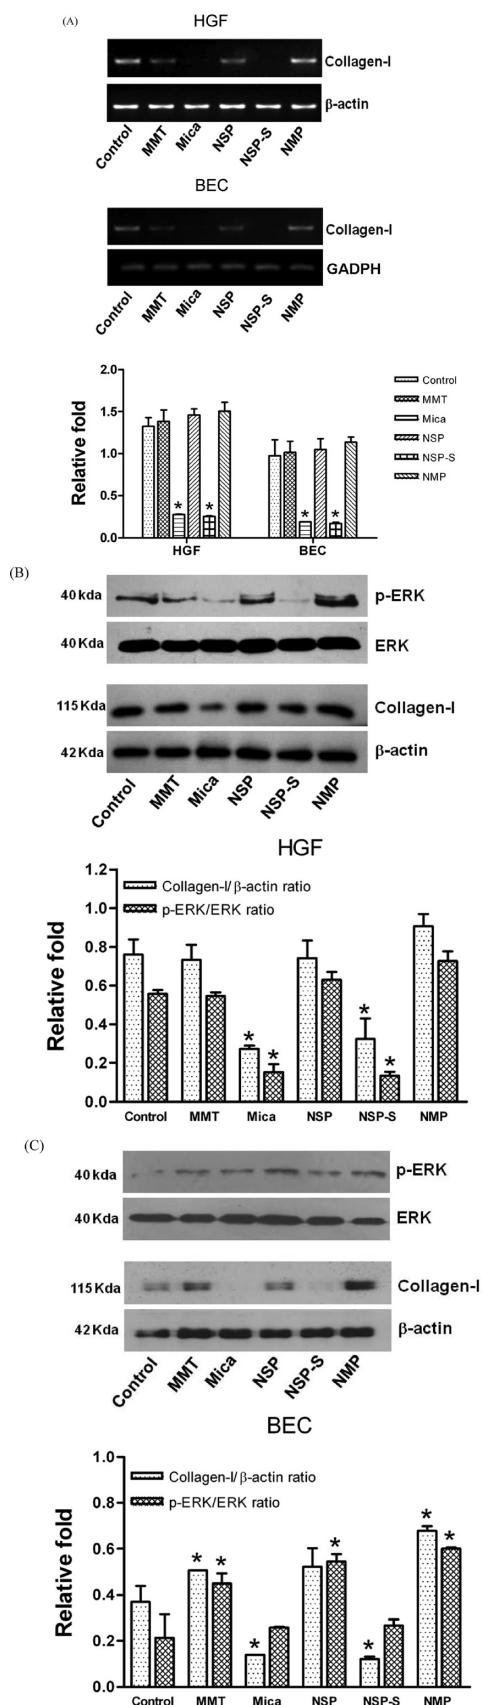 (A)
HGF
Collagen-I
β-actin
Control MMT Mica NSP NSP-S NMP
BEC
Collagen-I
GADPH
Control MMT Mica NSP NSP-S NMP
Relative fold
2.0
1.5
1.0
0.5
0.0
* * * *
HGF BEC
Control
MMT
Mica
NSP
NSP-S
NMP
(B)
40 kda p-ERK
40 Kda ERK
115 Kda Collagen-I
42 Kda β-actin
Control MMT Mica NSP NSP-S NMP
HGF
Relative fold
1.2
1.0
0.8
0.6
0.4
0.2
0.0
Collagen-I/β-actin ratio
p-ERK/ERK ratio
* * * *
Control MMT Mica NSP NSP-S NMP
(C)
40 kda p-ERK
40 Kda ERK
115 Kda Collagen-I
42 Kda β-actin
Control MMT Mica NSP NSP-S NMP
BEC
Relative fold
1.0
0.8
0.6
0.4
0.2
0.0
Collagen-I/β-actin ratio
p-ERK/ERK ratio
* * * * * * *
Control MMT Mica NSP NSP-S NMP